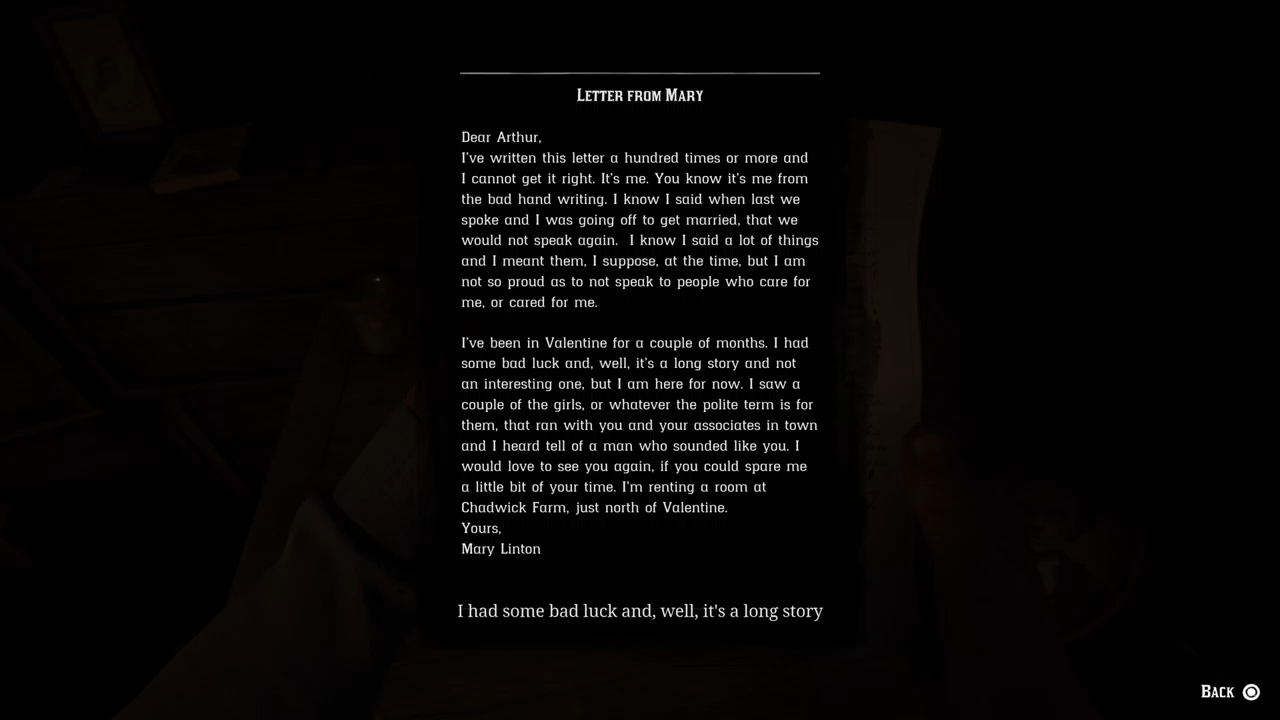 Letter from Mary
Dear Arthur,
I've written this letter a hundred times or more and
I cannot get it right. It's me. You know it's me from
the bad hand writing. I know I said when last we
spoke and I was going off to get married, that we
would not speak again.  I know I said a lot of things
and I meant them, I suppose, at the time, but I am
not so proud as to not speak to people who care for
me, or cared for me.
I've been in Valentine for a couple of months. I had
some bad luck and, well, it's a long story and not
an interesting one, but I am here for now. I saw a
couple of the girls, or whatever the polite term is for
them, that ran with you and your associates in town
and I heard tell of a man who sounded like you. I
would love to see you again, if you could spare me
a little bit of your time. I'm renting a room at
Chadwick Farm, just north of Valentine.
Yours,
Mary Linton
I had some bad luck and, well, it's a long story
Back